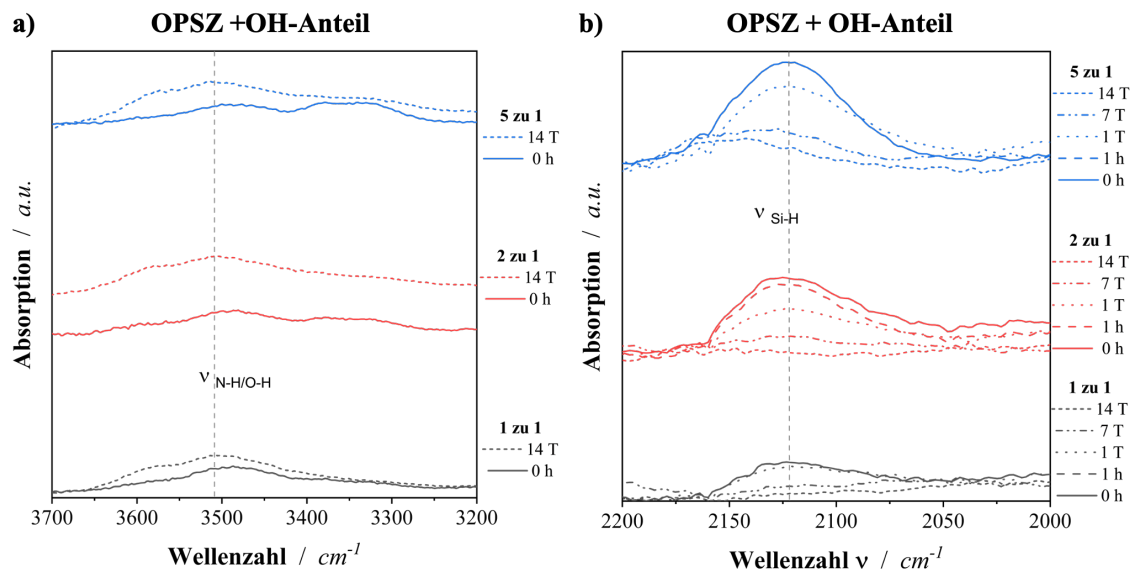 a)
OPSZ +OH-Anteil
Absorption / a.u.
5 zu 1
14 T
0 h
2 zu 1
14 T
0 h
ν N-H/O-H
1 zu 1
14 T
0 h
3700 3600 3500 3400 3300 3200
Wellenzahl / cm-1
b)
OPSZ + OH-Anteil
Absorption / a.u.
5 zu 1
14 T
7 T
1 T
1 h
0 h
ν Si-H
2 zu 1
14 T
7 T
1 T
1 h
0 h
1 zu 1
14 T
7 T
1 T
1 h
0 h
2200 2150 2100 2050 2000
Wellenzahl ν / cm-1